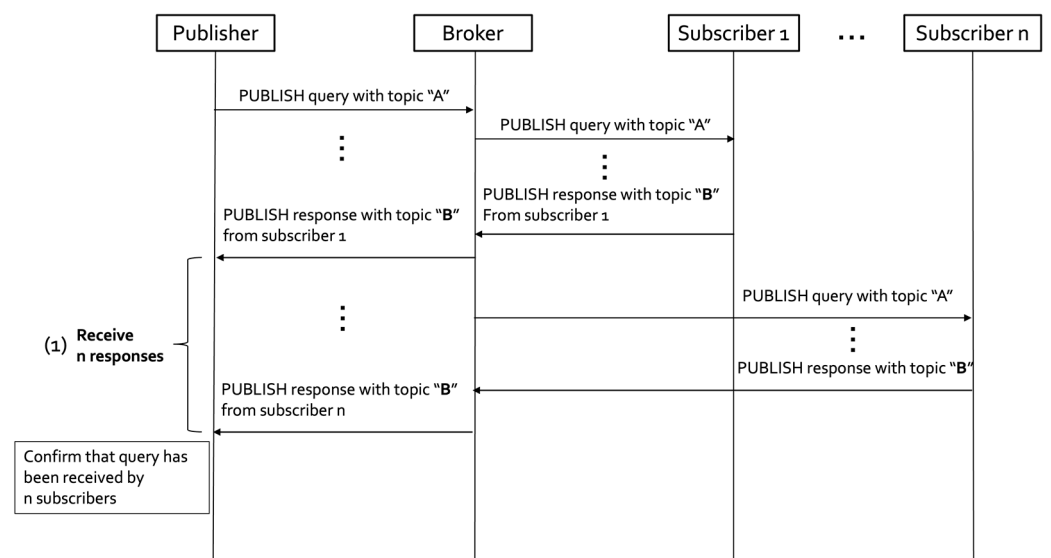 Publisher
Broker
Subscriber 1
...
Subscriber n
PUBLISH query with topic “A”
PUBLISH query with topic “A”
PUBLISH response with topic “B”
From subscriber 1
PUBLISH response with topic “B”
from subscriber 1
PUBLISH query with topic “A”
(1) Receive
n responses
PUBLISH response with topic “B”
PUBLISH response with topic “B”
from subscriber n
Confirm that query has
been received by
n subscribers